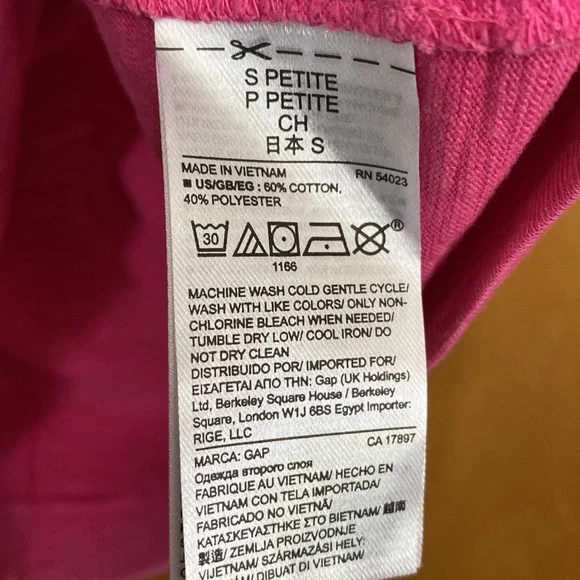 S PETITE
P PETITE
CH
日本 S
MADE IN VIETNAM RN 54023
■ US/GB/EG : 60% COTTON,
40% POLYESTER
30 ®
1166
MACHINE WASH COLD GENTLE CYCLE/
WASH WITH LIKE COLORS/ ONLY NON-
CHLORINE BLEACH WHEN NEEDED/
TUMBLE DRY LOW/ COOL IRON/ DO
NOT DRY CLEAN
DISTRIBUIDO POR/ IMPORTED FOR/
ΕΙΣΑΓΕΤΑΙ ΑΠΟ ΤΗΝ: Gap (UK Holdings)
Ltd, Berkeley Square House / Berkeley
Square, London W1J 6BS Egypt Importer:
RIGE, LLC
MARCA: GAP CA 17897
Одежда второго слоя
FABRIQUE AU VIETNAM/ HECHO EN
VIETNAM CON TELA IMPORTADA/
FABRICADO NO VIETNÃ/
ΚΑΤΑΣΚΕΥΑΣΤΗΚΕ ΣΤΟ ΒΙΕΤΝΑΜ/ 越南
製造/ ZEMLJA PROIZVODNJE
VIJETNAM/ SZÁRMAZÁSI HELY:
VIETNAM/ DIBUAT DI